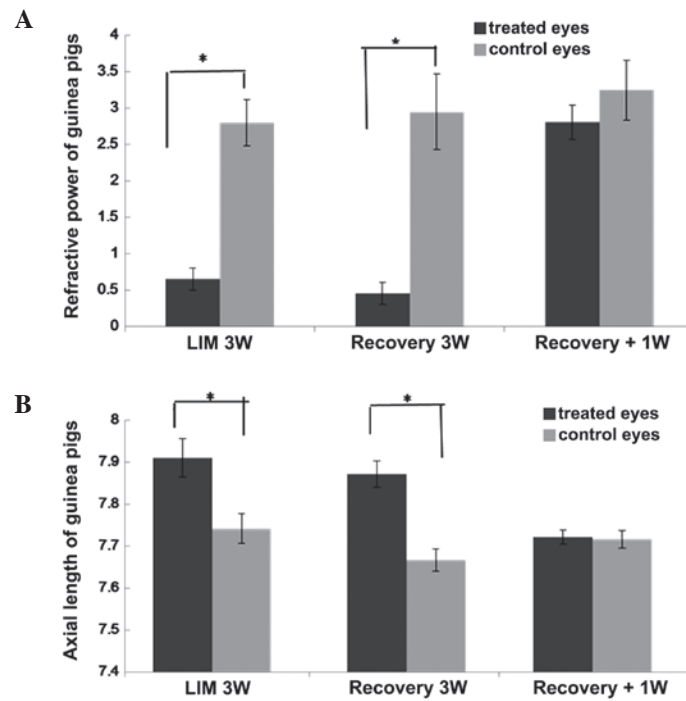 A
treated eyes
control eyes
*
*
Refractive power of guinea pigs
4
3.5
3
2.5
2
1.5
1
0.5
0
LIM 3W
Recovery 3W
Recovery + 1W
B
treated eyes
control eyes
*
*
Axial length of guinea pigs
8
7.9
7.8
7.7
7.6
7.5
7.4
LIM 3W
Recovery 3W
Recovery + 1W